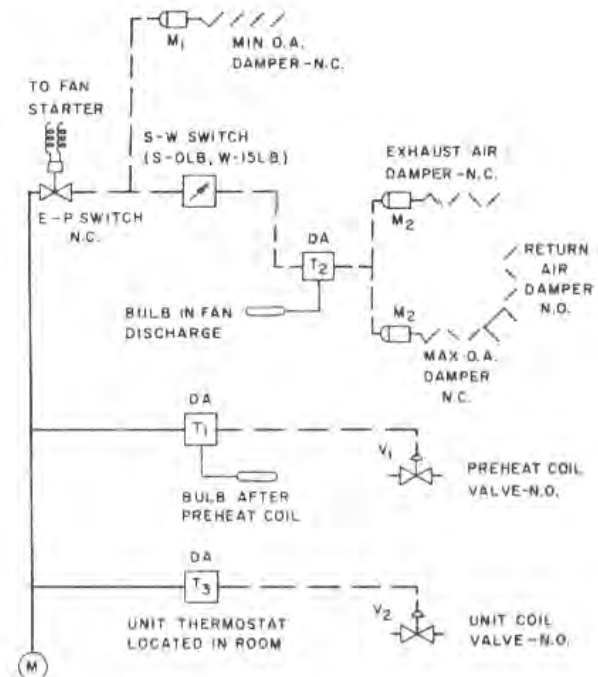 M1
MIN O.A.
DAMPER-N.C.
TO FAN
STARTER
S-W SWITCH
(S-0LB, W-15LB)
E-P SWITCH
N.C.
EXHAUST AIR
DAMPER-N.C.
M2
DA
T2
RETURN
AIR
DAMPER
N.O.
BULB IN FAN
DISCHARGE
M2
MAX O.A.
DAMPER
N.C.
DA
T1
V1
PREHEAT COIL
VALVE-N.O.
BULB AFTER
PREHEAT COIL
DA
T3
V2
UNIT COIL
VALVE-N.O.
UNIT THERMOSTAT
LOCATED IN ROOM
M